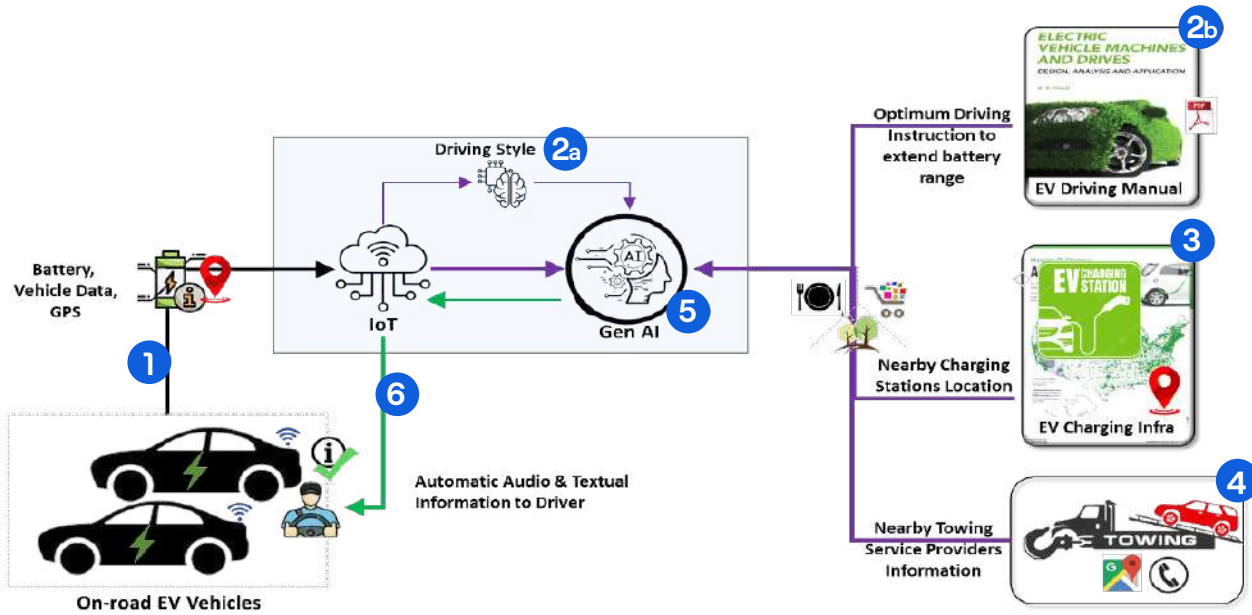 2b
ELECTRIC
VEHICLE MACHINES
AND DRIVES
DESIGN, ANALYSIS AND APPLICATION
PDF
EV Driving Manual
Optimum Driving
Instruction to
extend battery
range
Driving Style
2a
3
EV CHARGING
STATION
EV Charging Infra
Battery,
Vehicle Data,
GPS
i
IoT
AI
Gen AI
5
Nearby Charging
Stations Location
1
6
i
Automatic Audio & Textual
Information to Driver
4
TOWING
G
Nearby Towing
Service Providers
Information
On-road EV Vehicles